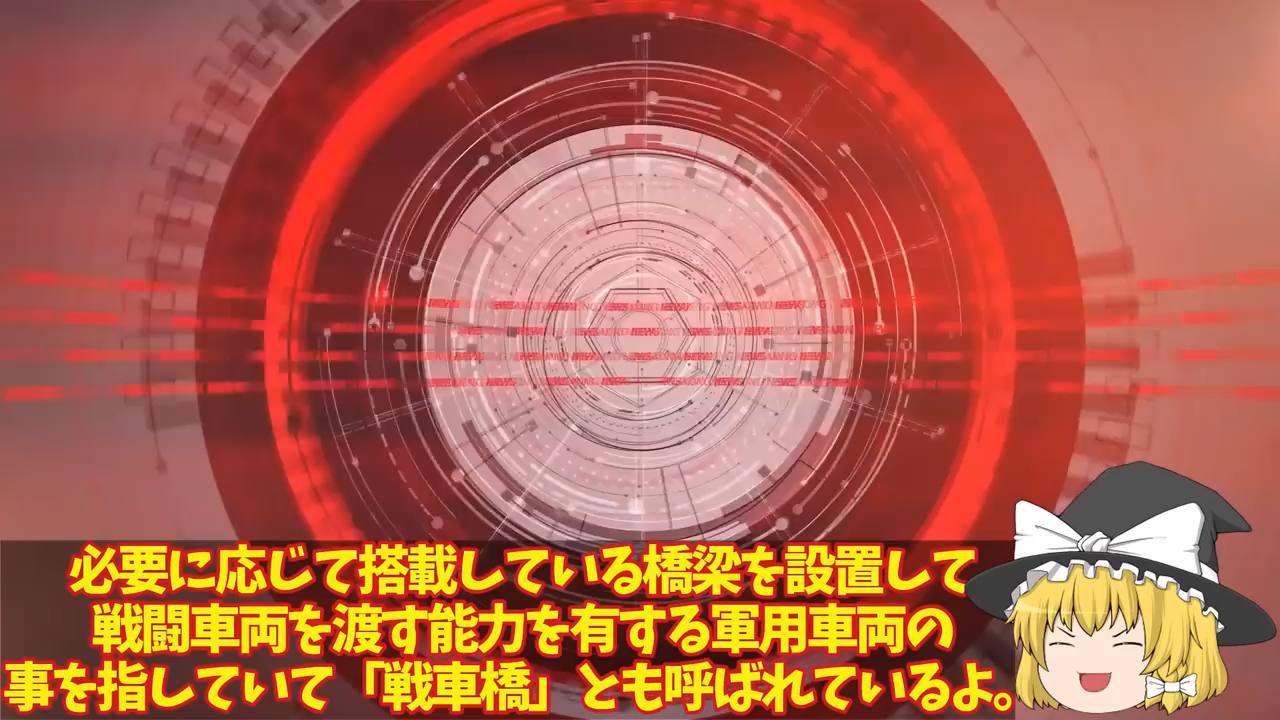 必要に応じて搭載している橋梁を設置して
戦闘車両を渡す能力を有する軍用車両の
事を指していて「戦車橋」とも呼ばれているよ。